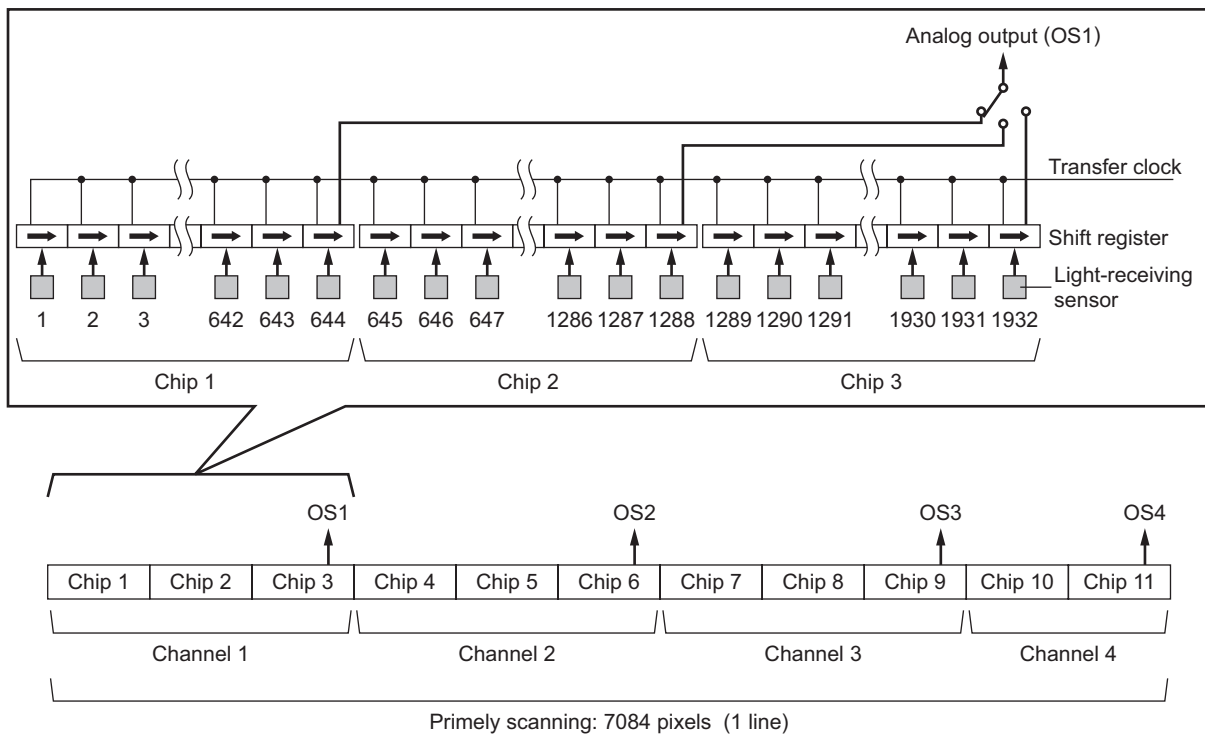 Analog output (OS1)
Transfer clock
Shift register
Light-receiving
sensor
1 2 3 642 643 644 645 646 647 1286 1287 1288 1289 1290 1291 1930 1931 1932
Chip 1 Chip 2 Chip 3
OS1 OS2 OS3 OS4
Chip 1 Chip 2 Chip 3 Chip 4 Chip 5 Chip 6 Chip 7 Chip 8 Chip 9 Chip 10 Chip 11
Channel 1 Channel 2 Channel 3 Channel 4
Primely scanning: 7084 pixels (1 line)